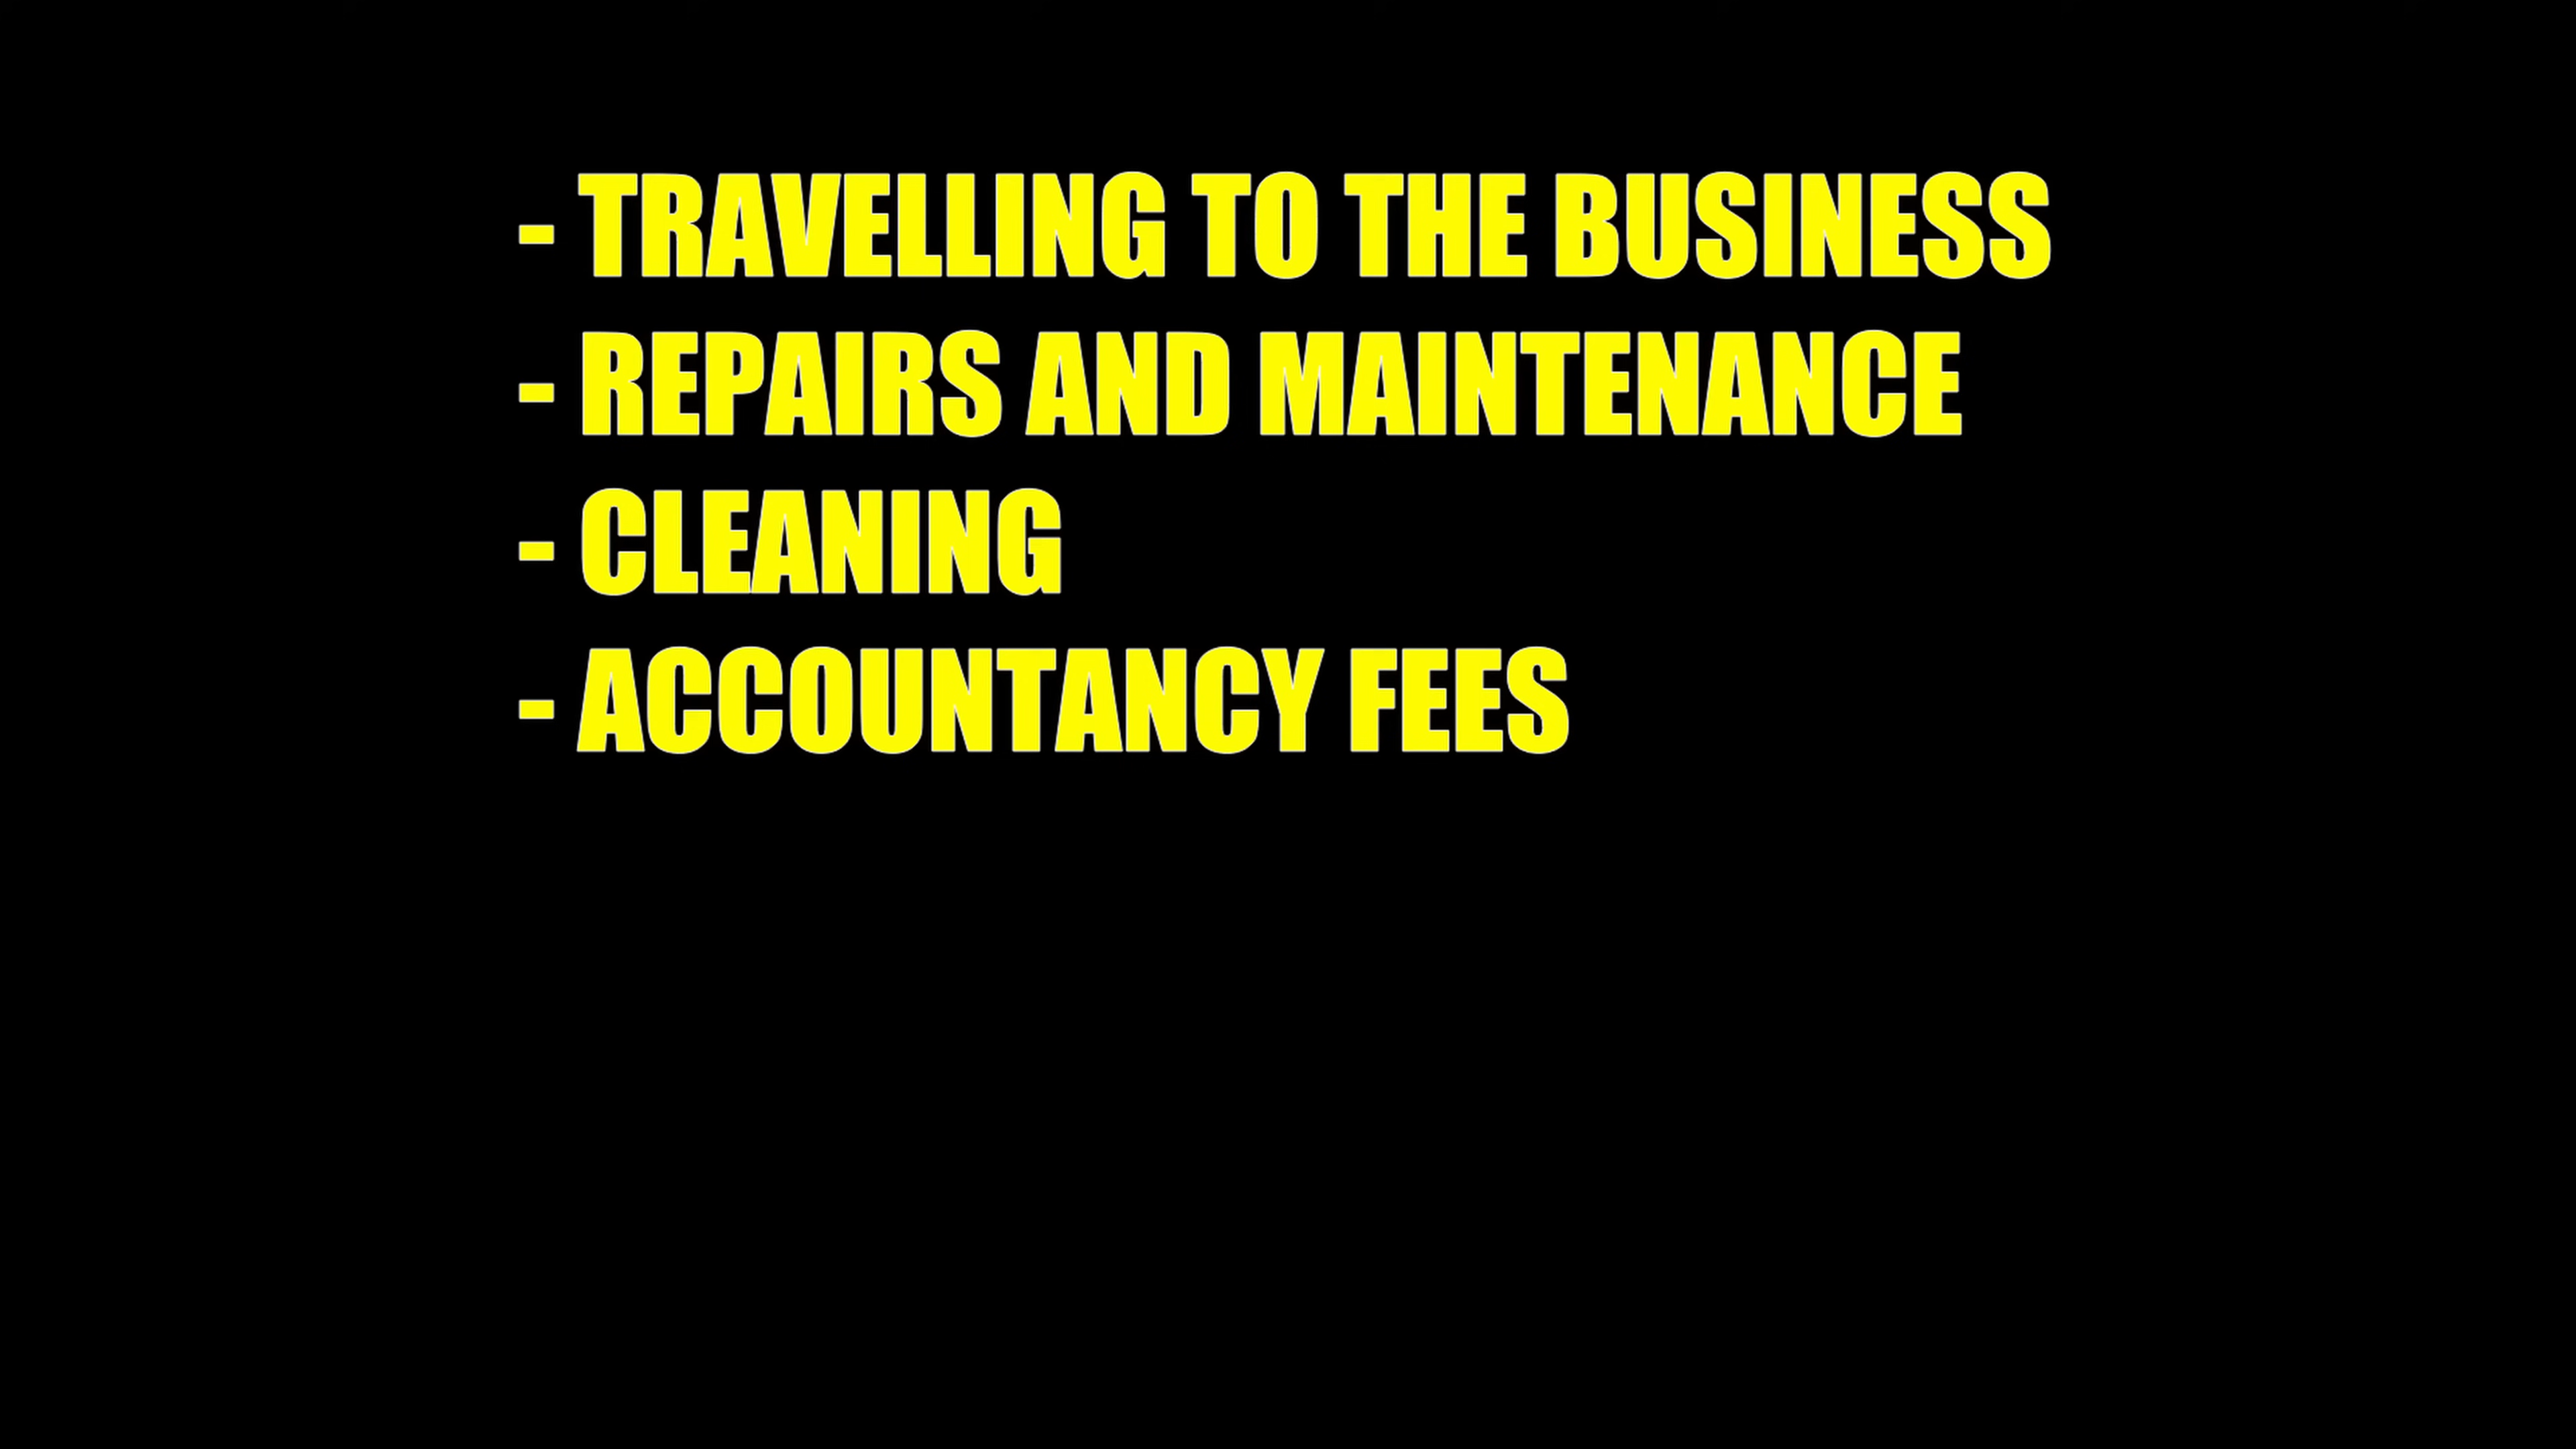 - TRAVELLING TO THE BUSINESS
- REPAIRS AND MAINTENANCE
- CLEANING
- ACCOUNTANCY FEES